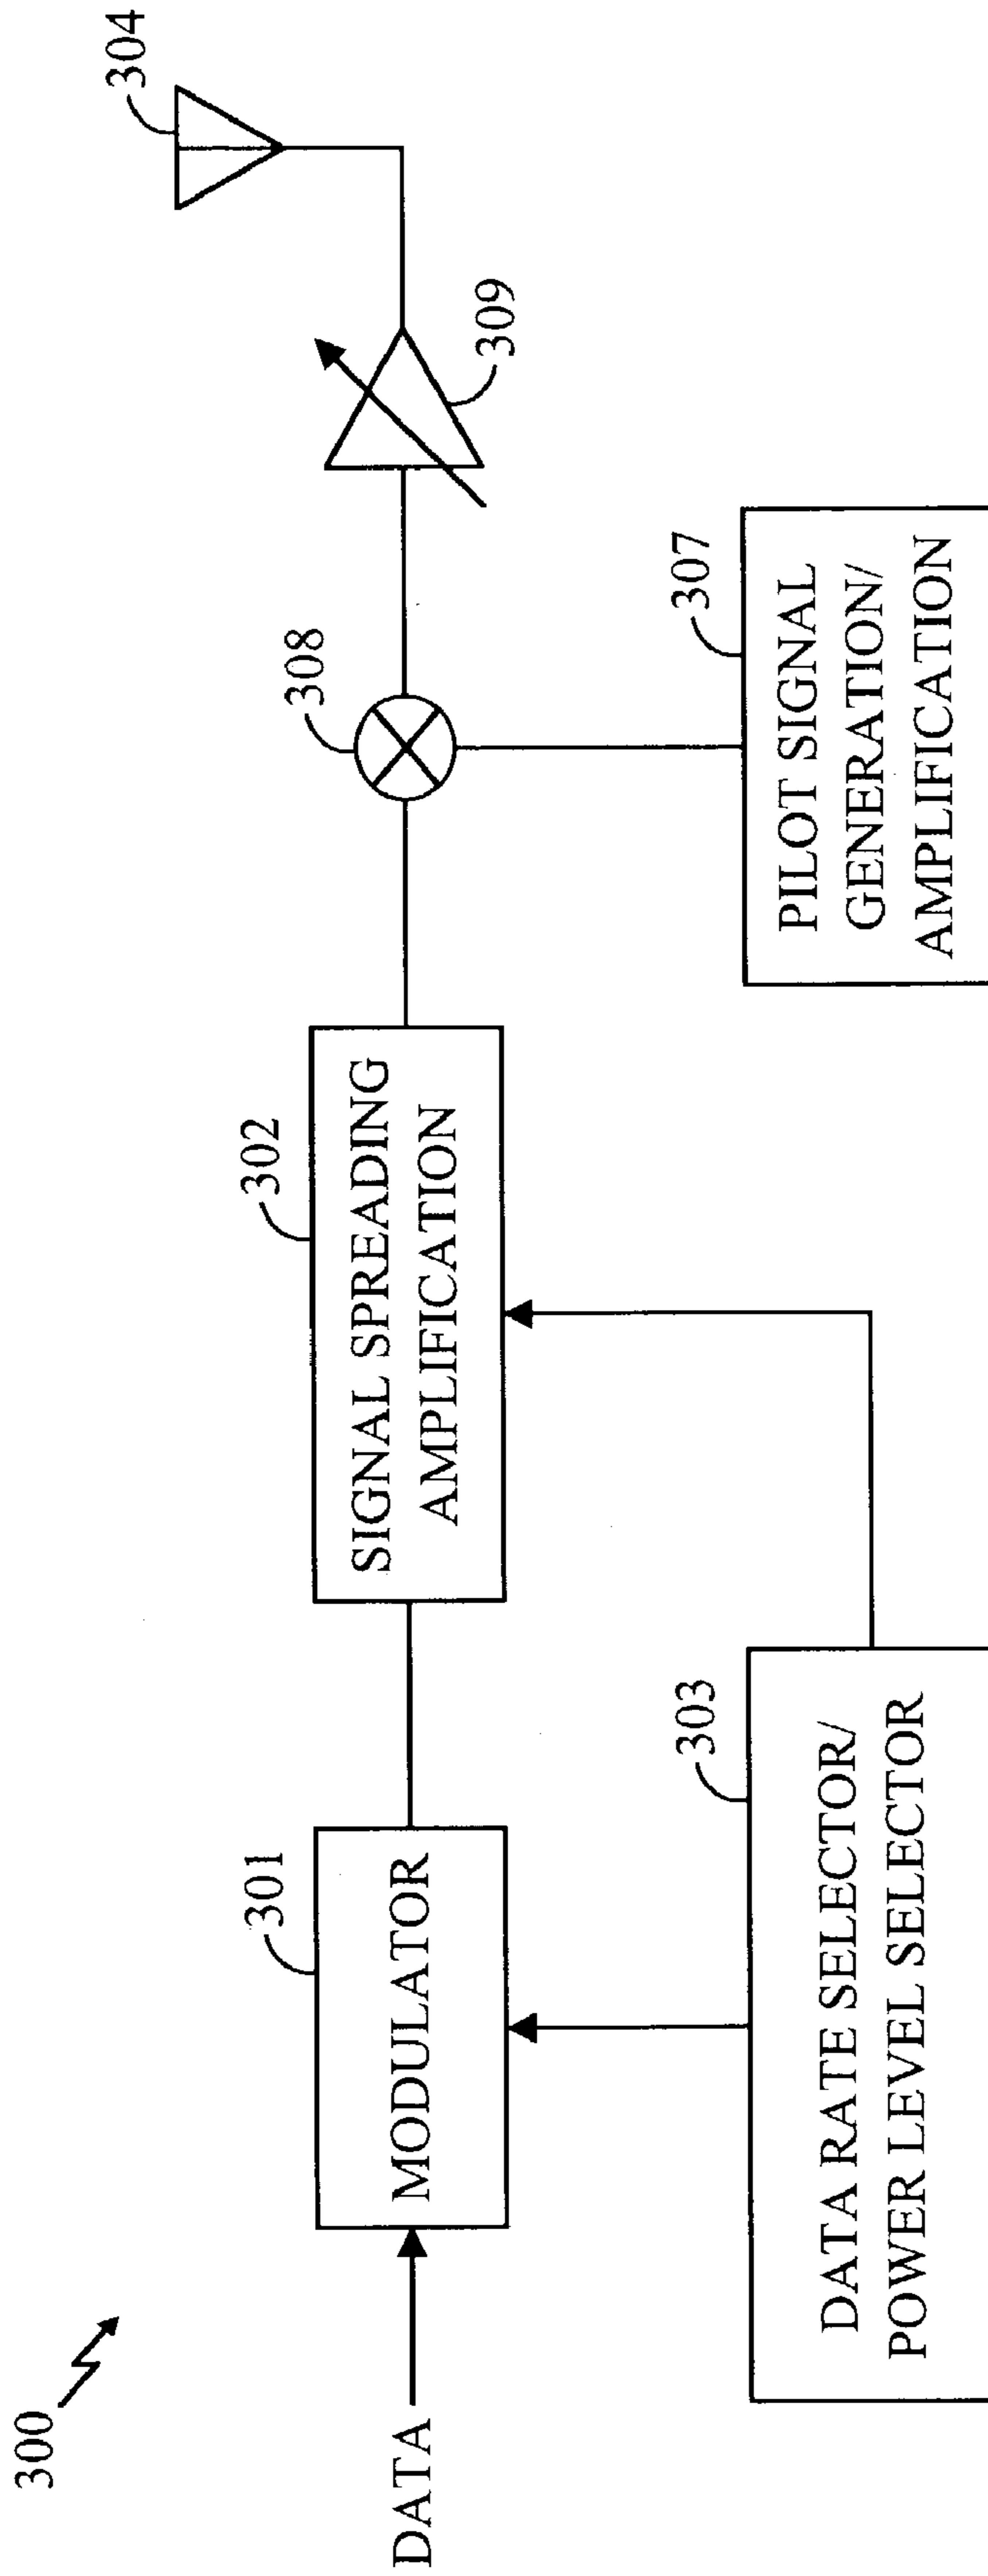 300
304
309
308
302
301
DATA
MODULATOR
SIGNAL SPREADING
AMPLIFICATION
303
DATA RATE SELECTOR/
POWER LEVEL SELECTOR
307
PILOT SIGNAL
GENERATION/
AMPLIFICATION